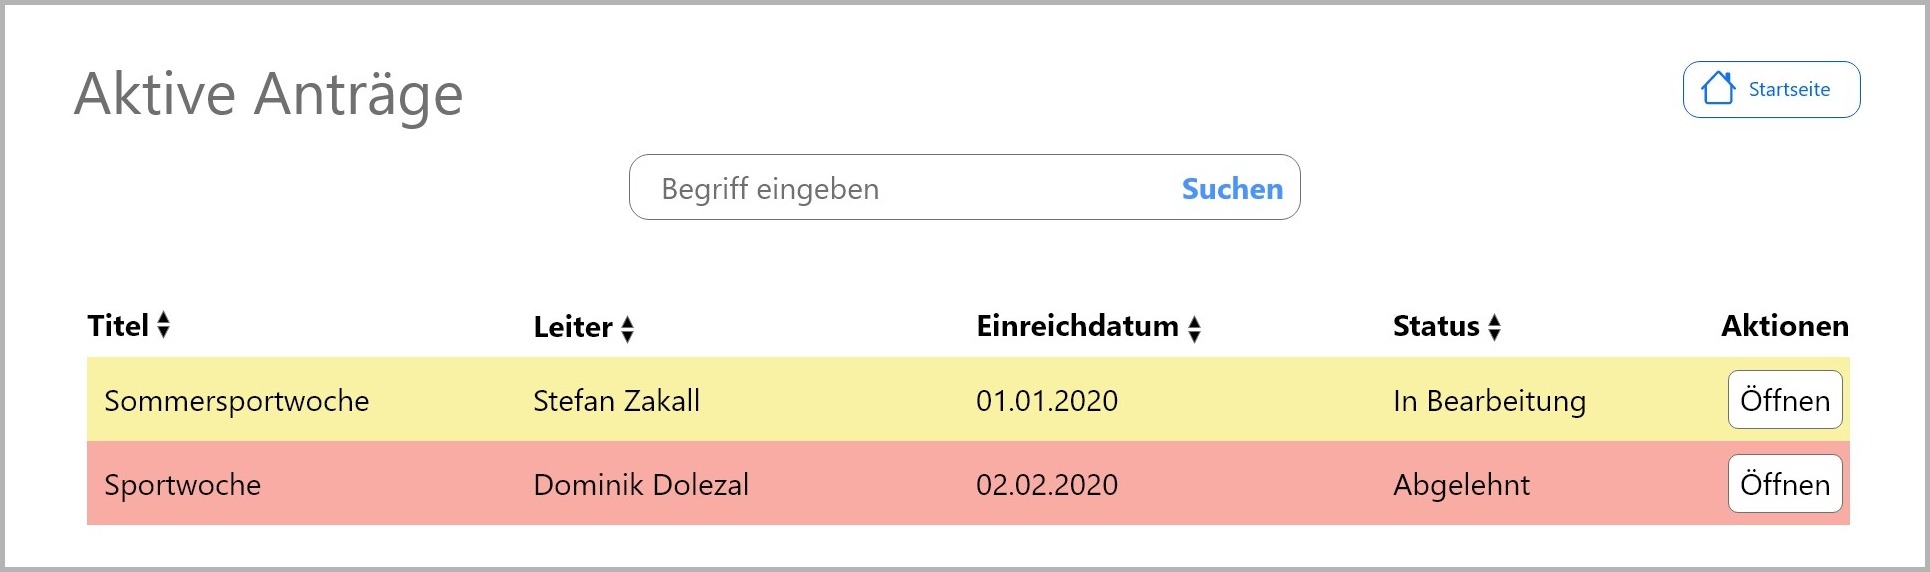 Aktive Anträge
Startseite
Begriff eingeben Suchen
Titel Leiter Einreichdatum Status Aktionen
Sommersportwoche Stefan Zakall 01.01.2020 In Bearbeitung Öffnen
Sportwoche Dominik Dolezal 02.02.2020 Abgelehnt Öffnen